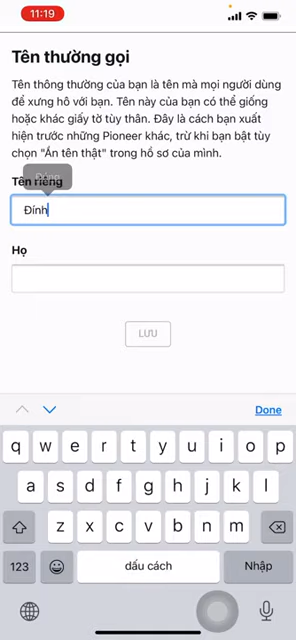 11:19
Tên thường gọi
Tên thông thường của bạn là tên mà mọi người dùng
để xưng hô với bạn. Tên này của bạn có thể giống
hoặc khác giấy tờ tùy thân. Đây là cách bạn xuất
hiện trước những Pioneer khác, trừ khi bạn bật tùy
chọn "Ẩn tên thật" trong hồ sơ của mình.
Tên riêng
Đính
Họ
LƯU
Done
q w e r t y u i o p
a s d f g h j k l
z x c v b n m
123 dấu cách Nhập